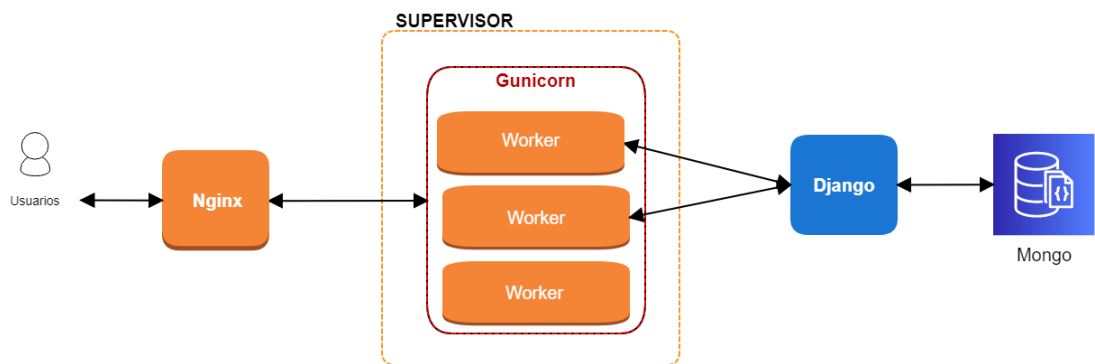 SUPERVISOR
Gunicorn
Worker
Worker
Worker
Usuarios
Nginx
Django
Mongo